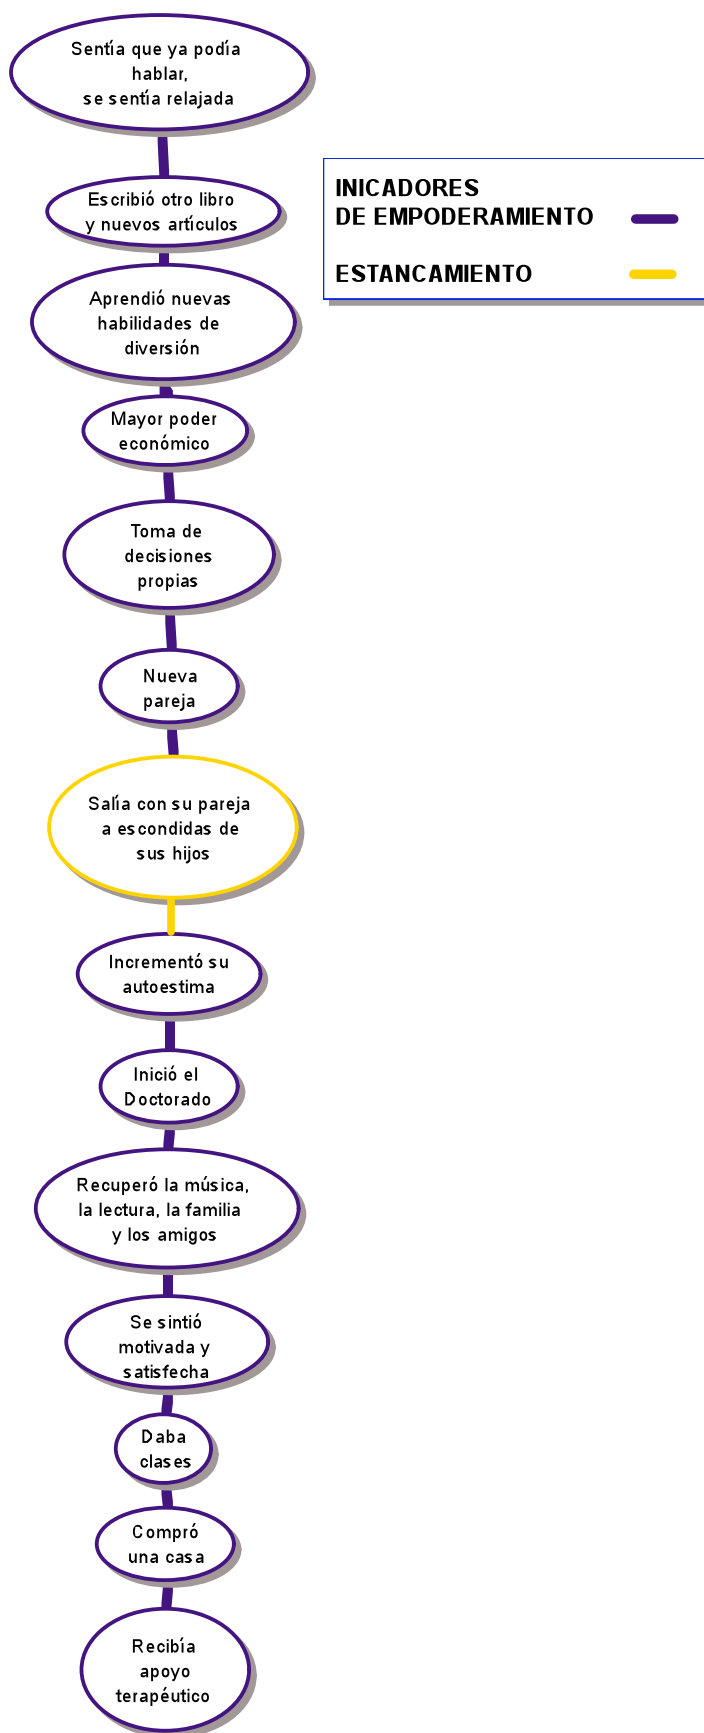 Sentía que ya podía
hablar,
se sentía relajada
Escribió otro libro
y nuevos artículos
INICADORES
DE EMPODERAMIENTO
ESTANCAMIENTO
Aprendió nuevas
habilidades de
diversión
Mayor poder
económico
Toma de
decisiones
propias
Nueva
pareja
Salía con su pareja
a escondidas de
sus hijos
Incrementó su
autoestima
Inició el
Doctorado
Recuperó la música,
la lectura, la familia
y los amigos
Se sintió
motivada y
satisfecha
Daba
clases
Compró
una casa
Recibía
apoyo
terapéutico